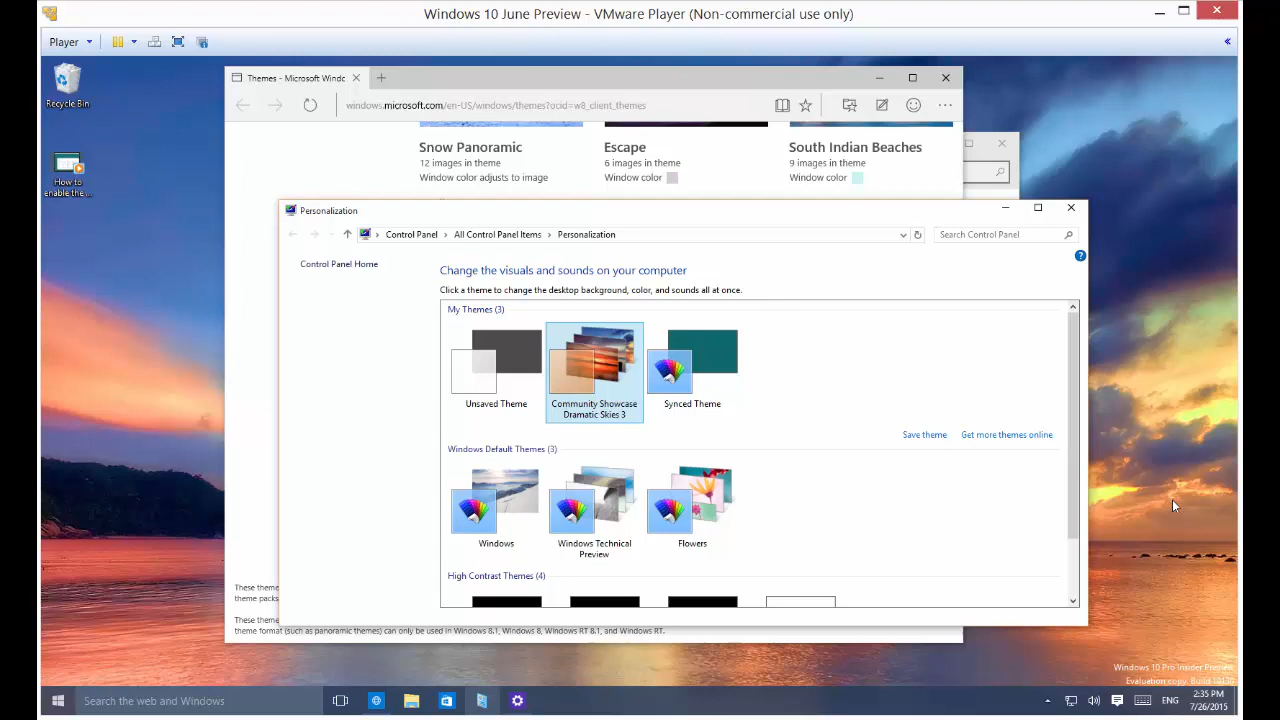 Windows 10 June Preview - VMware Player (Non-commercial use only)
Player
Recycle Bin
How to
enable the...
Themes - Microsoft Windc
windows.microsoft.com/en-US/windows/themes?ocid=w8_client_themes
Snow Panoramic
12 images in theme
Window color adjusts to image
Escape
6 images in theme
Window color
South Indian Beaches
9 images in theme
Window color
Personalization
Control Panel
All Control Panel Items
Personalization
Search Control Panel
Control Panel Home
Change the visuals and sounds on your computer
Click a theme to change the desktop background, color, and sounds all at once.
My Themes (3)
Unsaved Theme
Community Showcase
Dramatic Skies 3
Synced Theme
Save theme
Get more themes online
Windows Default Themes (3)
Windows
Windows Technical
Preview
Flowers
High Contrast Themes (4)
These theme
theme packs
These theme
theme format (such as panoramic themes) can only be used in Windows 8.1, Windows 8, Windows RT 8.1, and Windows RT.
Windows 10 Pro Insider Preview
Evaluation copy. Build
Search the web and Windows
ENG
2:35 PM
7/26/2015